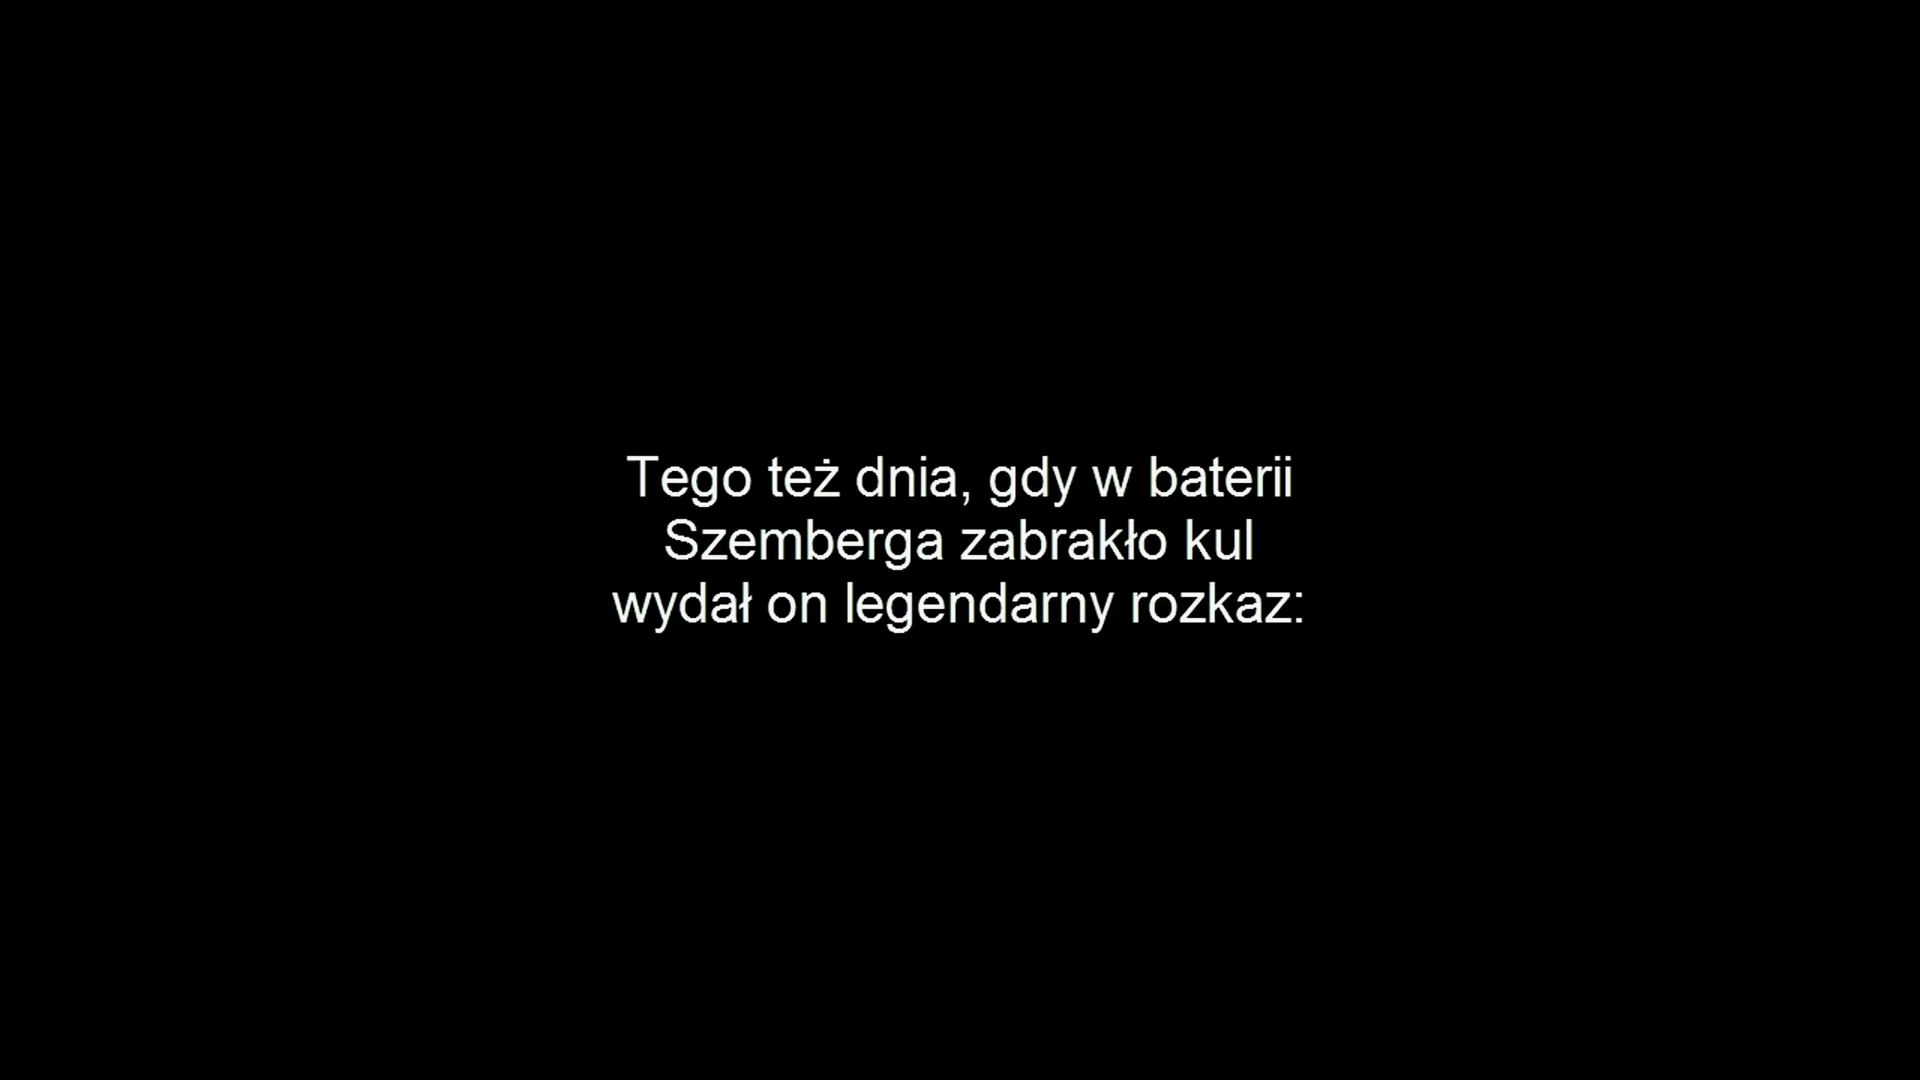 Tego też dnia, gdy w baterii
Szemberga zabrakło kul
wydał on legendarny rozkaz: